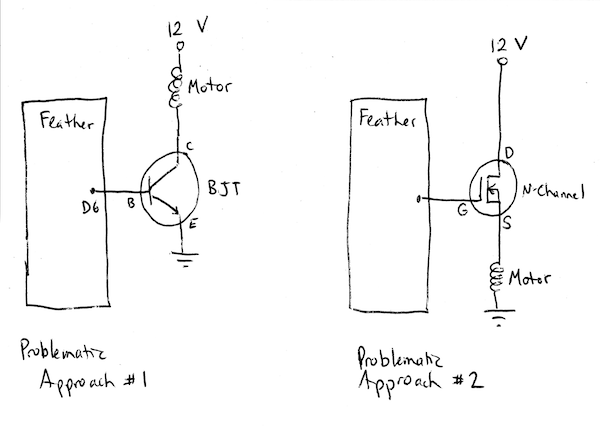 12 V
Motor
Feather
C
BJT
D6
B
E
Problematic
Approach #1
12 V
Feather
D
N-Channel
G
S
Motor
Problematic
Approach #2